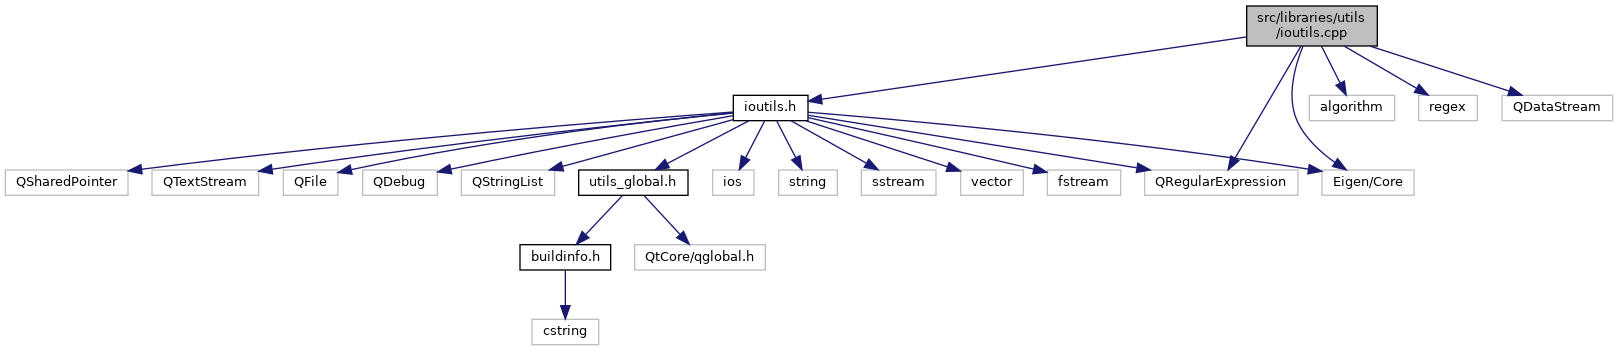 src/libraries/utils
/ioutils.cpp
ioutils.h
algorithm
regex
QDataStream
QSharedPointer
QTextStream
QFile
QDebug
QStringList
utils_global.h
ios
string
sstream
vector
fstream
QRegularExpression
Eigen/Core
buildinfo.h
QtCore/qglobal.h
cstring